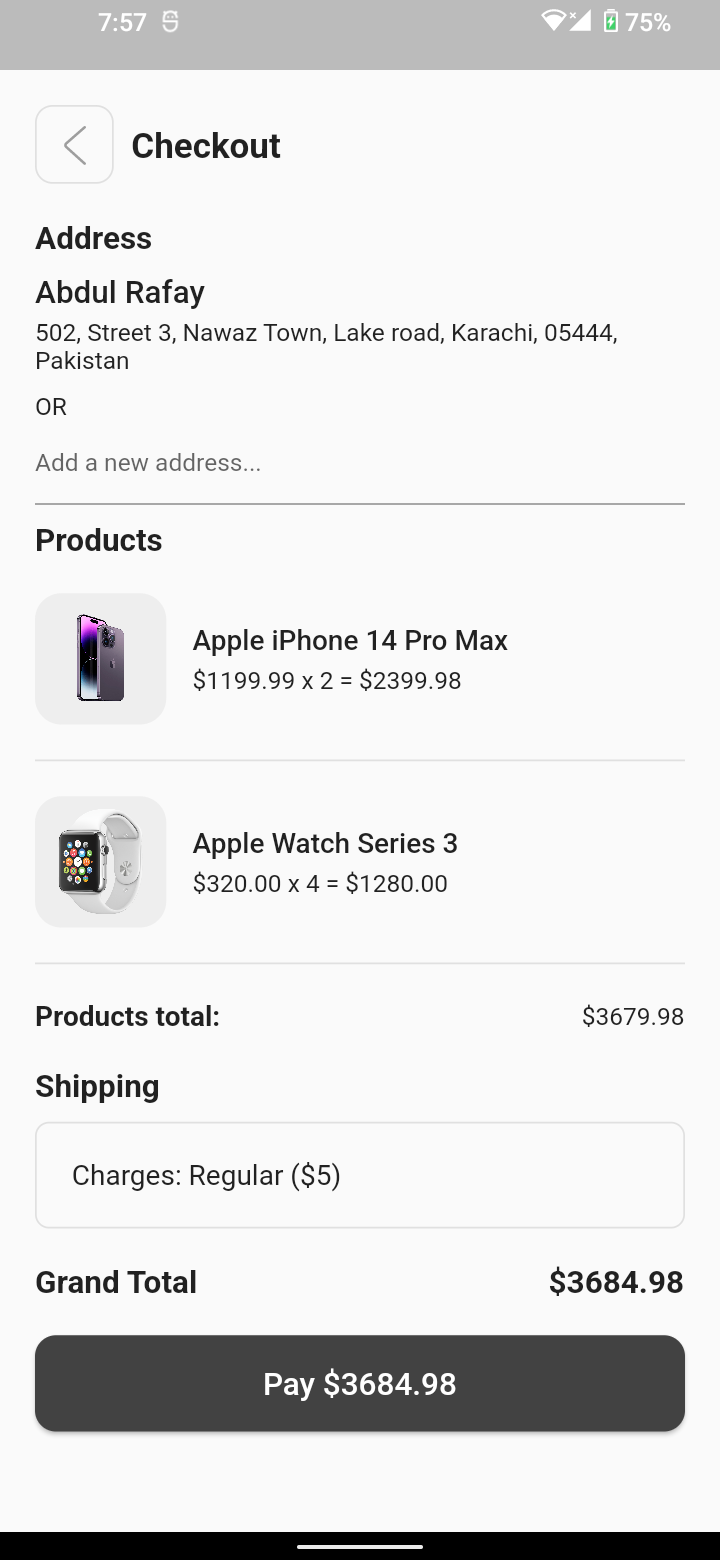 7:57
75%
Checkout
Address
Abdul Rafay
502, Street 3, Nawaz Town, Lake road, Karachi, 05444,
Pakistan
OR
Add a new address...
Products
Apple iPhone 14 Pro Max
$1199.99 x 2 = $2399.98
Apple Watch Series 3
$320.00 x 4 = $1280.00
Products total:
$3679.98
Shipping
Charges: Regular ($5)
Grand Total
$3684.98
Pay $3684.98